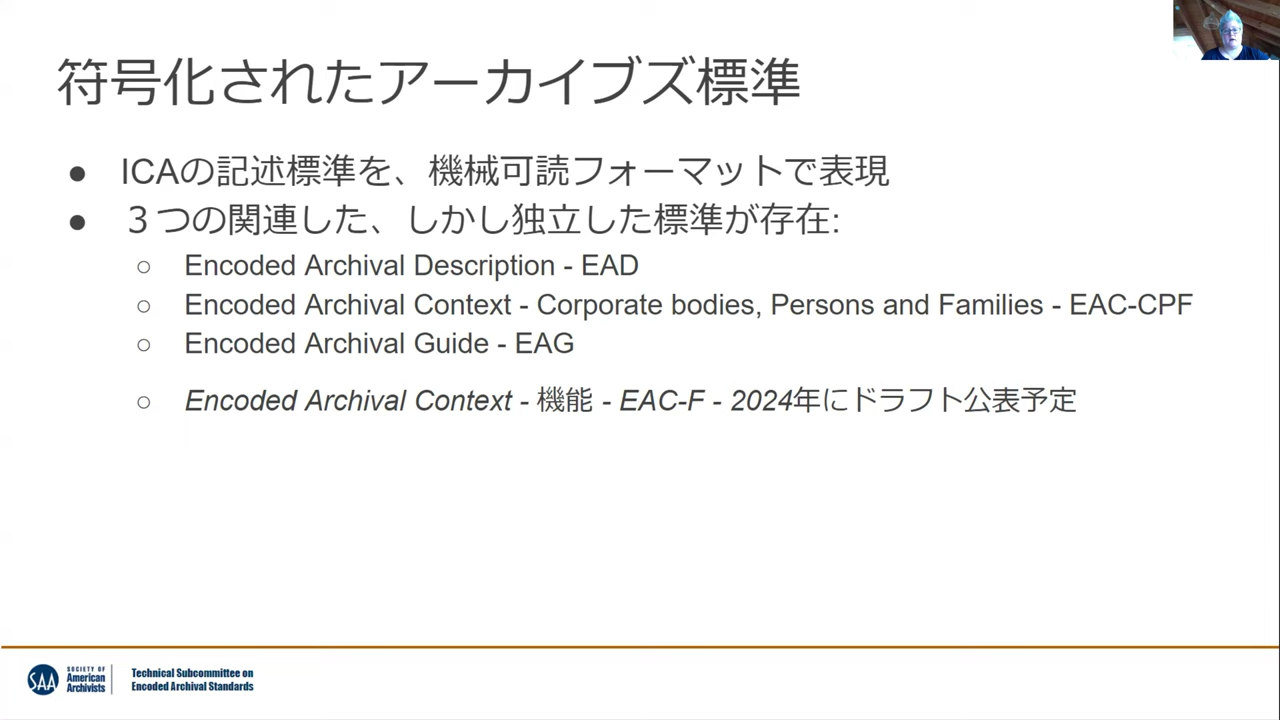 符号化されたアーカイブズ標準
● ICAの記述標準を、機械可読フォーマットで表現
● 3つの関連した、しかし独立した標準が存在:
○ Encoded Archival Description - EAD
○ Encoded Archival Context - Corporate bodies, Persons and Families - EAC-CPF
○ Encoded Archival Guide - EAG
○ Encoded Archival Context - 機能 - EAC-F - 2024年にドラフト公表予定
SAA
SOCIETY OF
American
Archivists
Technical Subcommittee on
Encoded Archival Standards